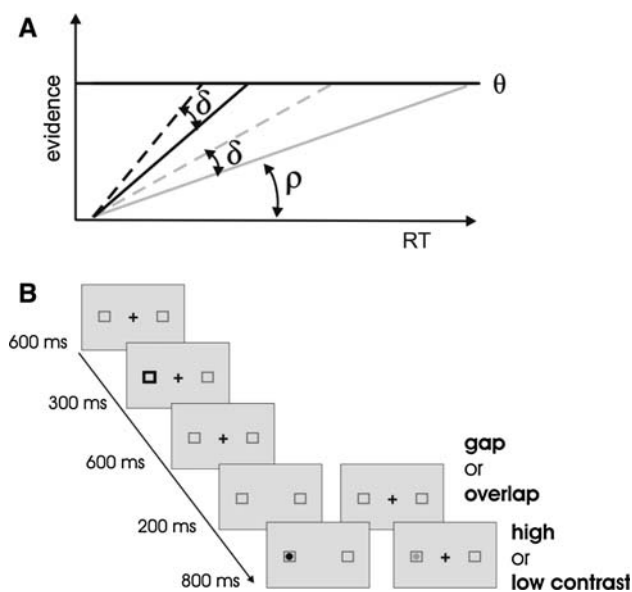 A
evidence
θ
δ
δ
ρ
RT
B
600 ms
300 ms
600 ms
gap
or
overlap
200 ms
high
or
low contrast
800 ms